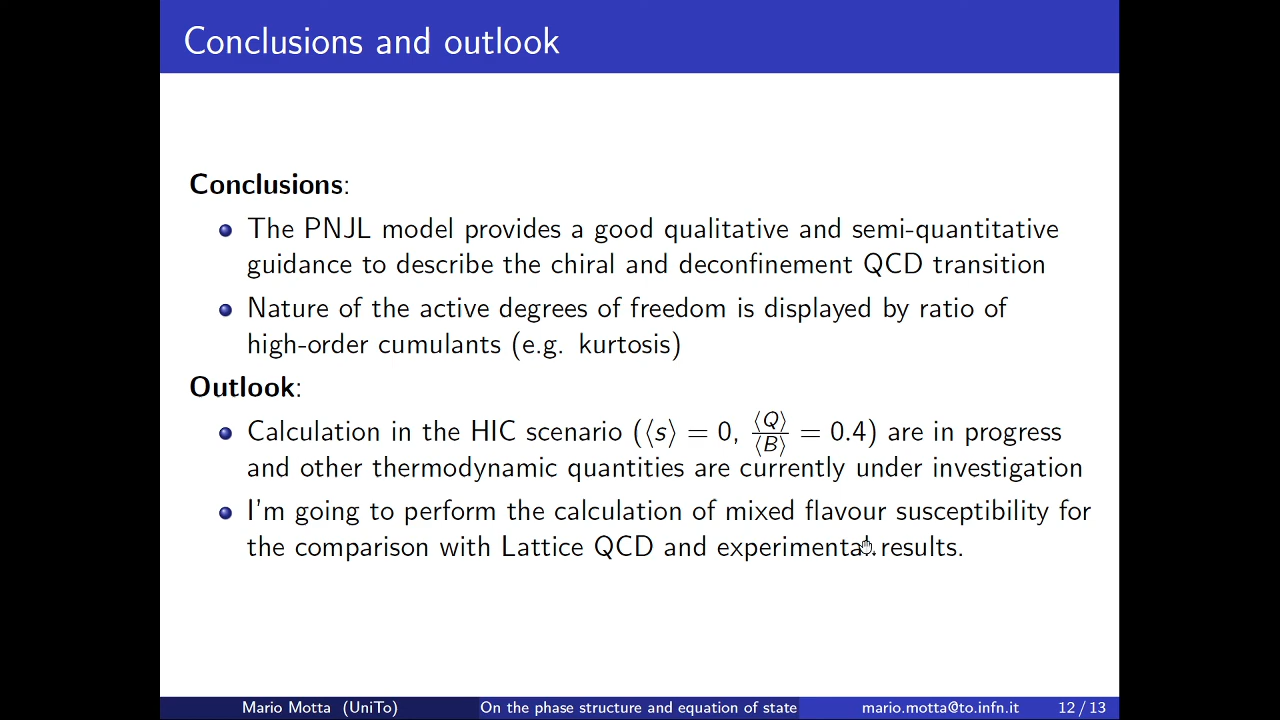 Conclusions and outlook
Conclusions:
The PNJL model provides a good qualitative and semi-quantitative
guidance to describe the chiral and deconfinement QCD transition
Nature of the active degrees of freedom is displayed by ratio of
high-order cumulants (e.g. kurtosis)
Outlook:
Calculation in the HIC scenario (⟨s⟩ = 0, ⟨Q⟩/⟨B⟩ = 0.4) are in progress
and other thermodynamic quantities are currently under investigation
I'm going to perform the calculation of mixed flavour susceptibility for
the comparison with Lattice QCD and experimental results.
Mario Motta (UniTo) On the phase structure and equation of state mario.motta@to.infn.it 12 / 13